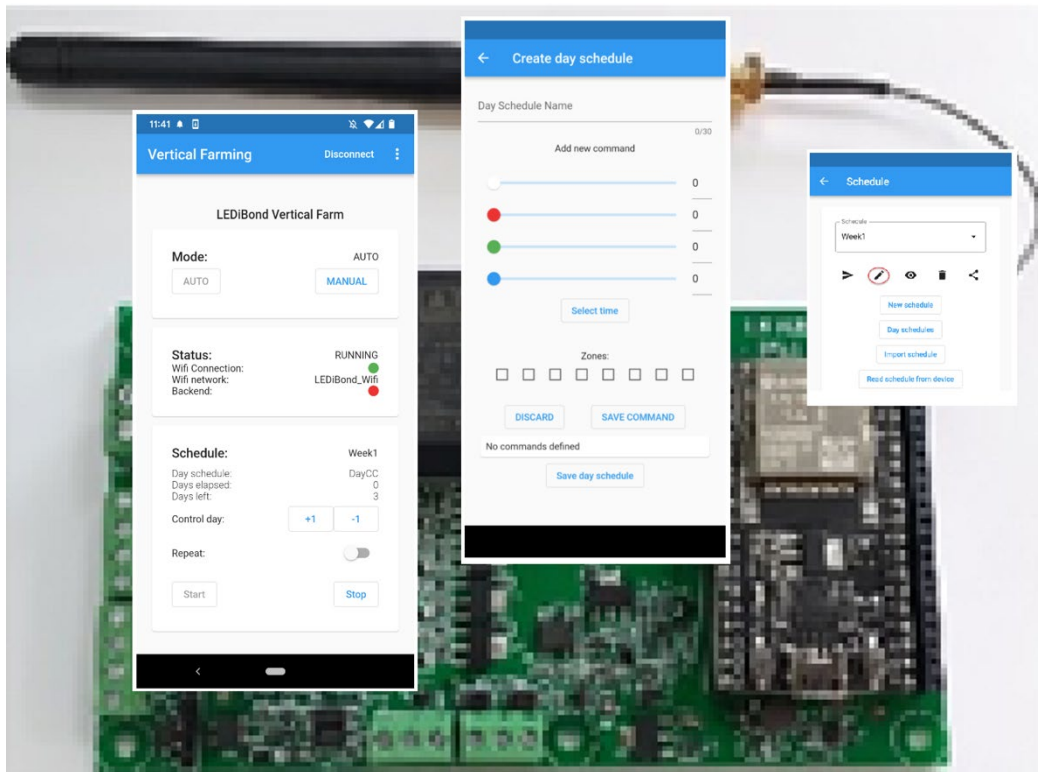 11:41
Vertical Farming
Disconnect
LEDiBond Vertical Farm
Mode: AUTO
AUTO MANUAL
Status: RUNNING
Wifi Connection:
Wifi network: LEDiBond_Wifi
Backend:
Schedule: Week1
Day schedule: DayCC
Days elapsed: 0
Days left: 3
Control day: +1 -1
Repeat:
Start Stop
Create day schedule
Day Schedule Name
0/30
Add new command
0
0
0
0
Select time
Zones:
DISCARD SAVE COMMAND
No commands defined
Save day schedule
Schedule
Schedule
Week1
New schedule
Day schedules
Import schedule
Read schedule from device